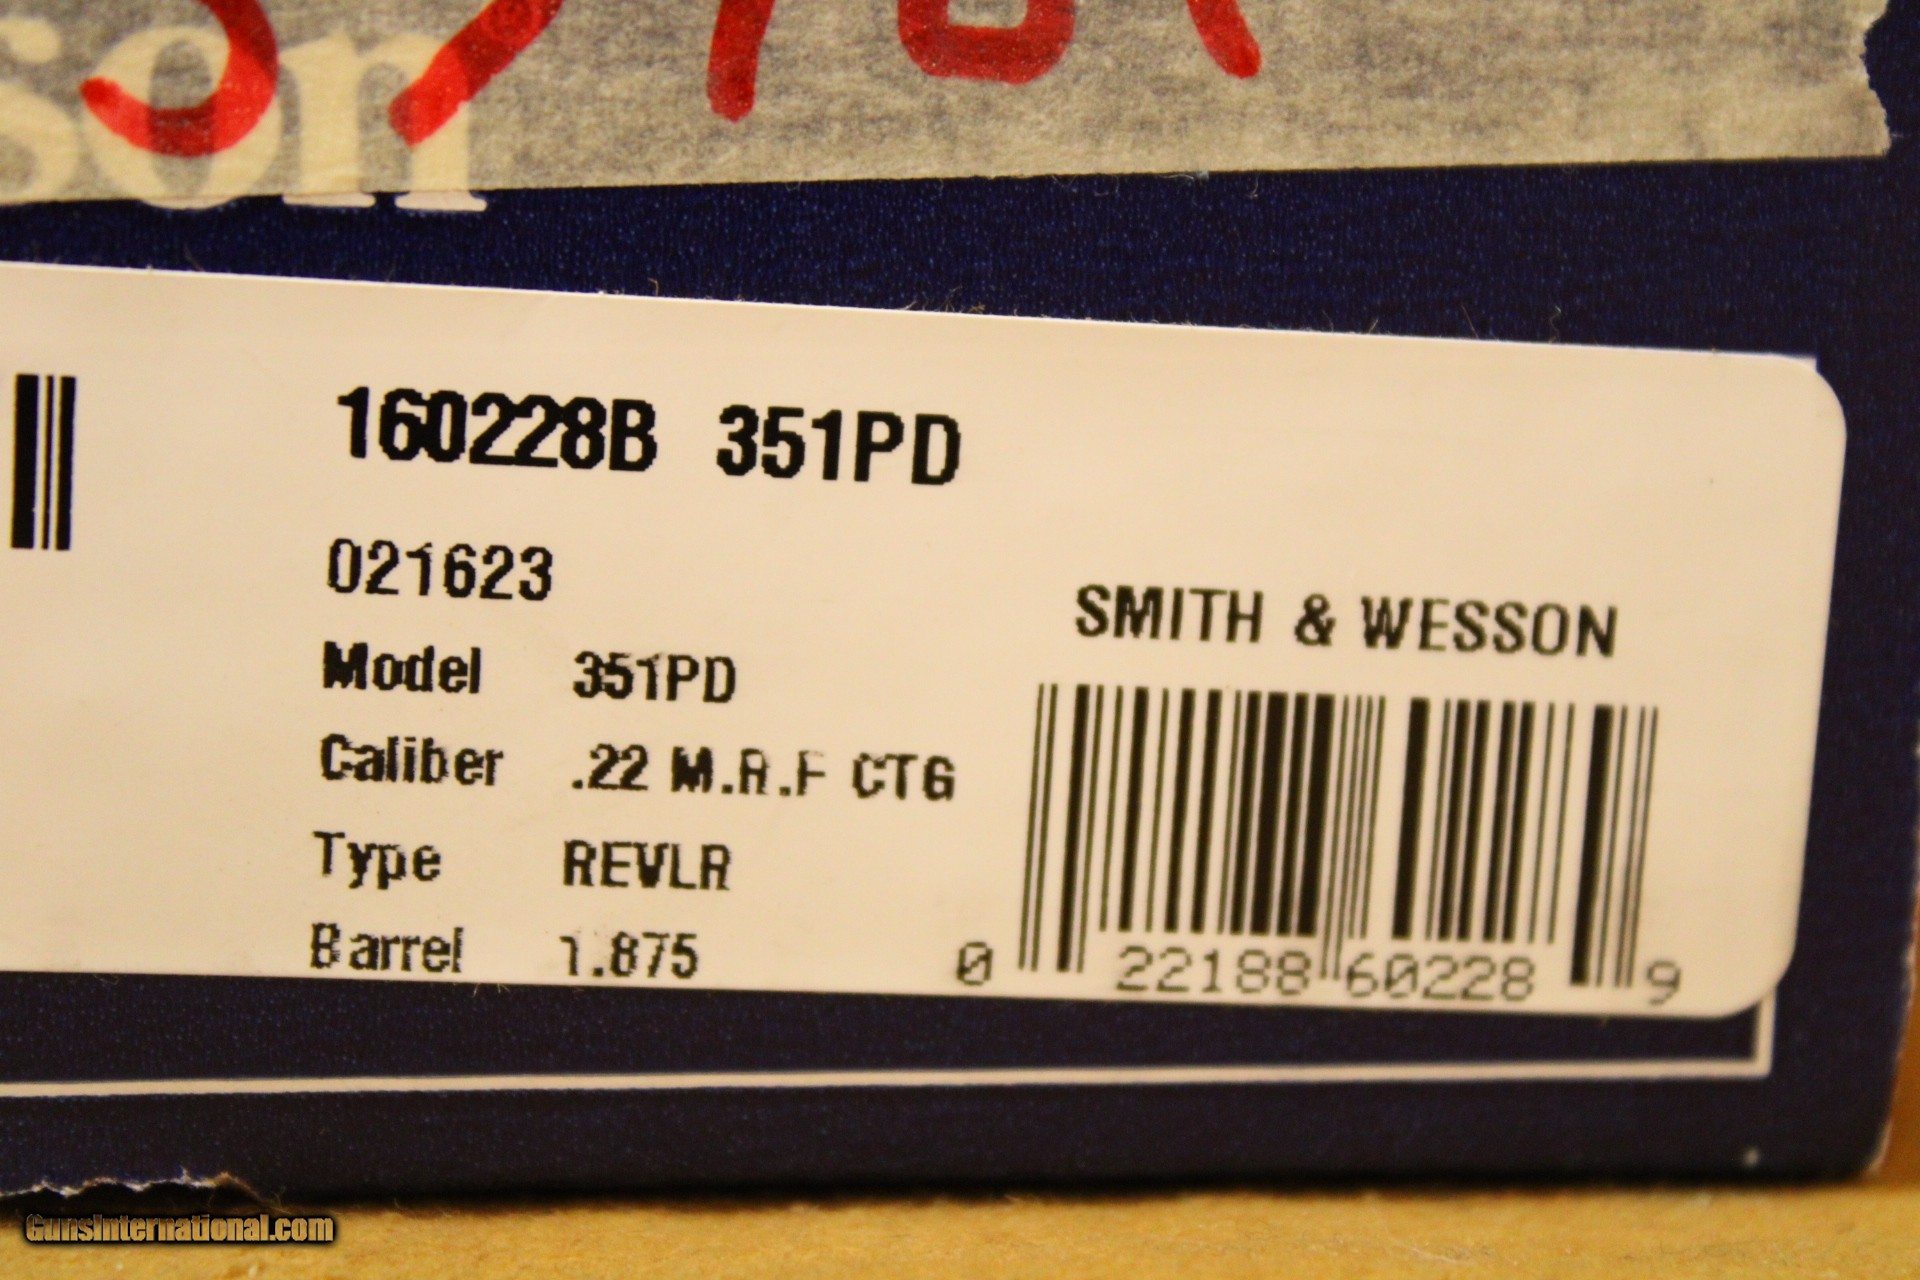 son
160228B 351PD
021623
Model 351PD
Caliber .22 M.R.F CTG
Type REVLR
Barrel 1.875
SMITH & WESSON
0 22188 60228 9
GunsInternational.com